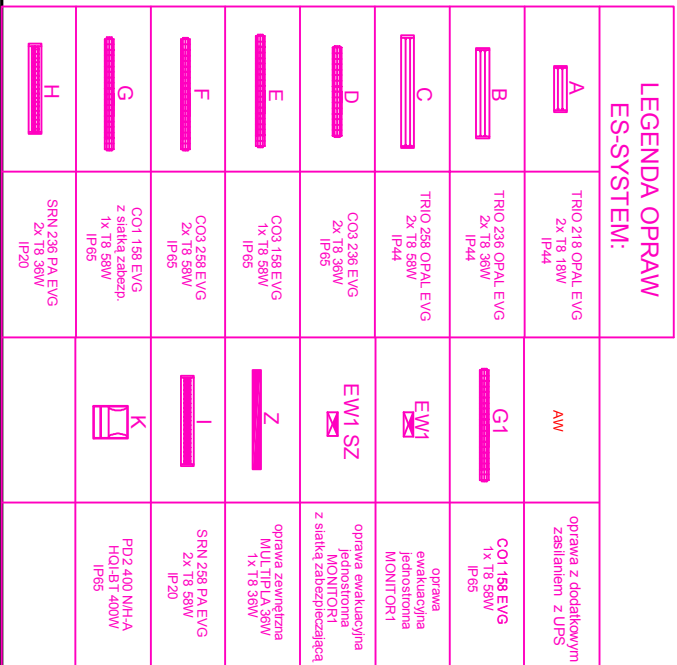 LEGENDA OPRAW
ES-SYSTEM:
A
TRIO 218 OPAL EVG
2x T8 18W
IP44
AW
oprawa z dodatkowym
zasilaniem z UPS
B
TRIO 236 OPAL EVG
2x T8 36W
IP44
G1
CO1 158 EVG
1x T8 58W
IP65
C
TRIO 258 OPAL EVG
2x T8 58W
IP44
EW1
oprawa
ewakuacyjna
jednostronna
MONITOR1
D
CO3 236 EVG
2x T8 36W
IP65
EW1 SZ
oprawa ewakuacyjna
jednostronna
MONITOR1
z siatką zabezpieczającą
E
CO3 158 EVG
1x T8 58W
IP65
Z
oprawa zewnętrzna
MULTIPLA 36W
1x T8 36W
F
CO3 258 EVG
2x T8 58W
IP65
I
SRN 258 PA EVG
2x T8 58W
IP20
G
CO1 158 EVG
z siatką zabezp.
1x T8 58W
IP65
K
PD2 400 N/H-A
HQI-BT 400W
IP65
H
SRN 236 PA EVG
2x T8 36W
IP20